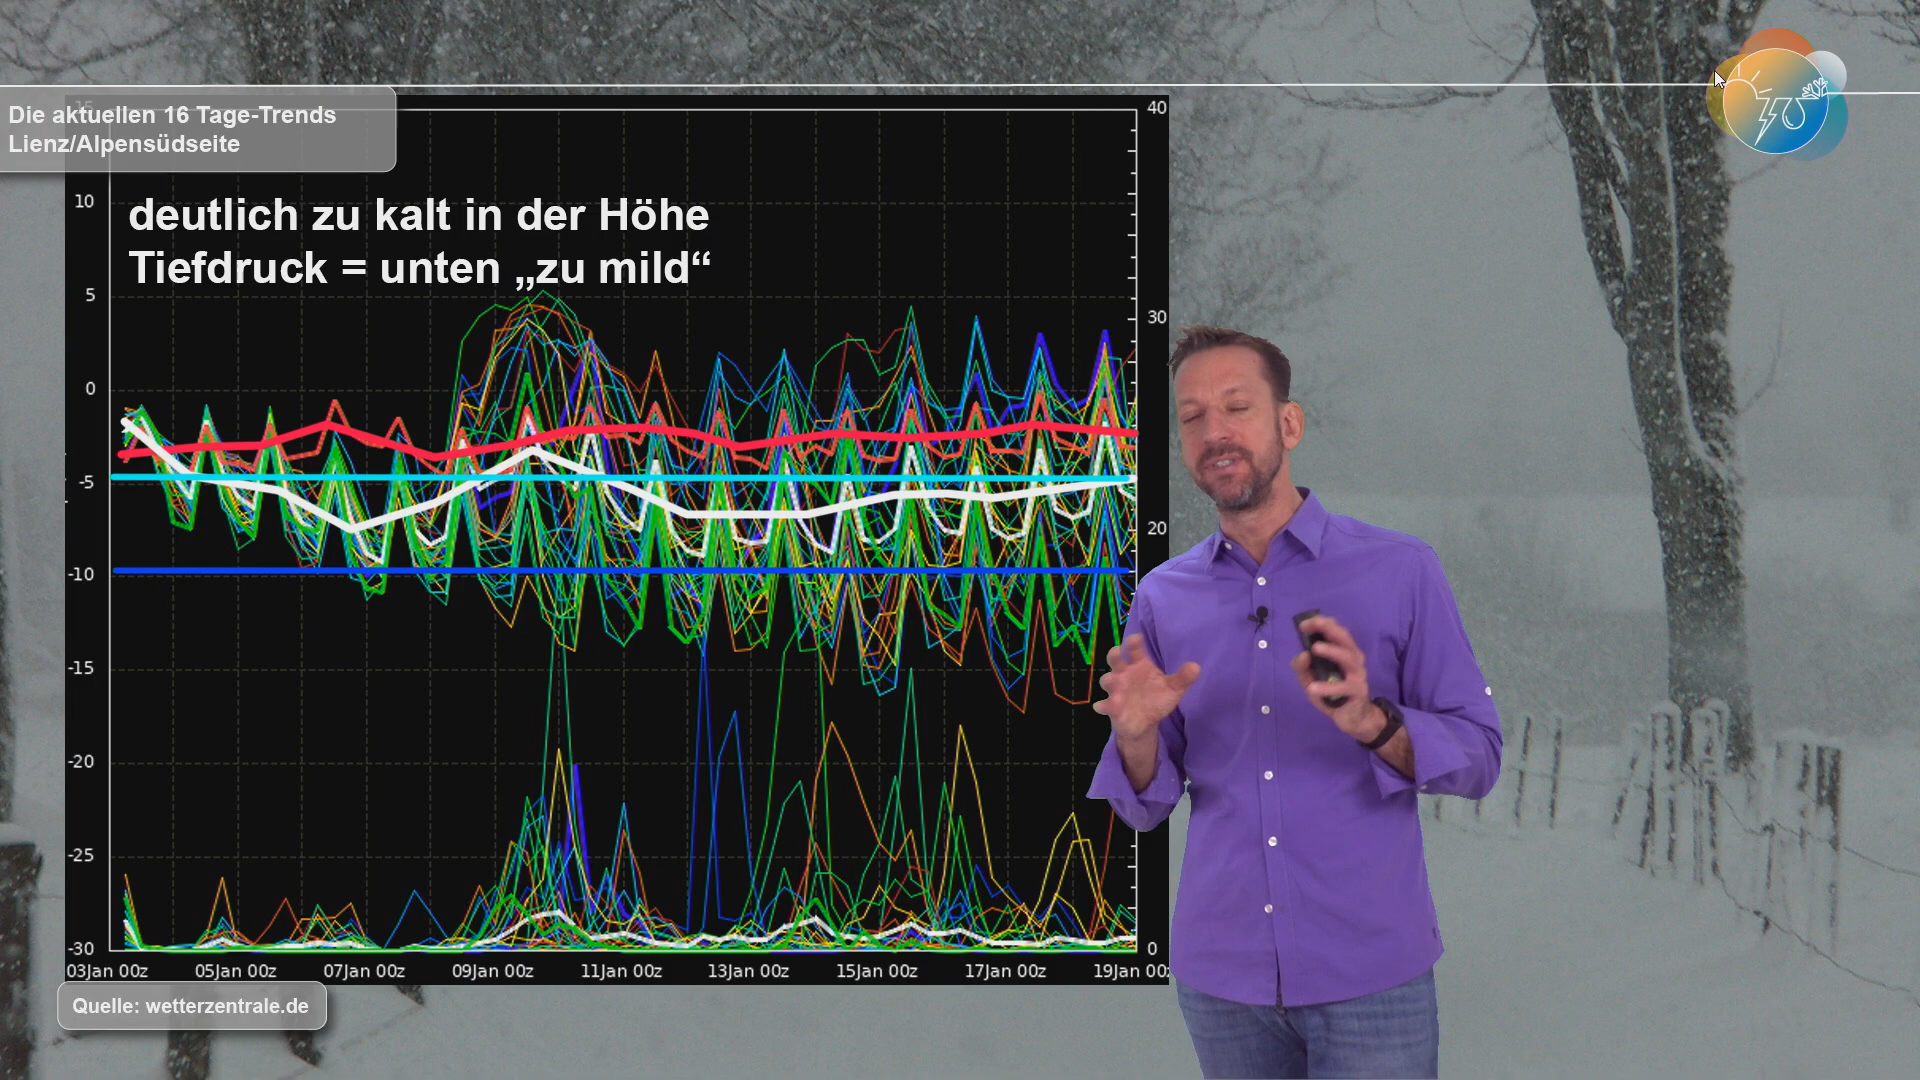 Die aktuellen 16 Tage-Trends
Lienz/Alpensüdseite
deutlich zu kalt in der Höhe
Tiefdruck = unten „zu mild“
15
10
5
0
-5
-10
-15
-20
-25
-30
40
30
20
0
03Jan 00z
05Jan 00z
07Jan 00z
09Jan 00z
11Jan 00z
13Jan 00z
15Jan 00z
17Jan 00z
19Jan 00z
Quelle: wetterzentrale.de